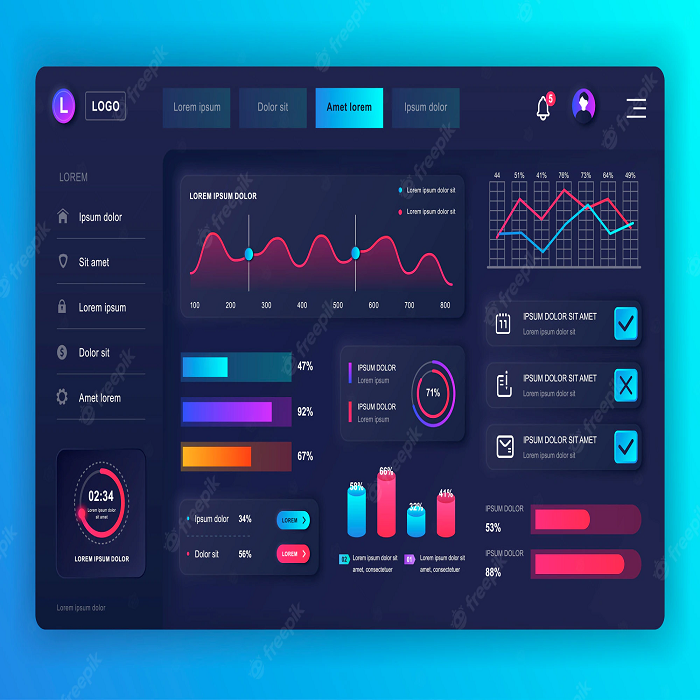 L
LOGO
Lorem ipsum
Dolor sit
Amet lorem
Ipsum dolor
5
LOREM
Ipsum dolor
Sit amet
Lorem ipsum
Dolor sit
Amet lorem
02:34
Lorem ipsum dolor
sit amet
LOREM IPSUM DOLOR
Lorem ipsum dolor
LOREM IPSUM DOLOR
Lorem ipsum dolor sit
Lorem ipsum dolor sit
100 200 300 400 500 600 700 800
44 51% 41% 76% 73% 64% 49%
47%
92%
67%
IPSUM DOLOR
Lorem ipsum
IPSUM DOLOR
Lorem ipsum
71%
11
IPSUM DOLOR SIT AMET
Lorem ipsum dolor sit
IPSUM DOLOR SIT AMET
Lorem ipsum dolor sit
IPSUM DOLOR SIT AMET
Lorem ipsum dolor sit
Ipsum dolor 34% LOREM
Dolor sit 56% LOREM
58% 66% 32% 41%
02 Lorem ipsum dolor sit
amet, consectetuer
01 Lorem ipsum dolor sit
amet, consectetuer
IPSUM DOLOR
53%
IPSUM DOLOR
88%
freepik